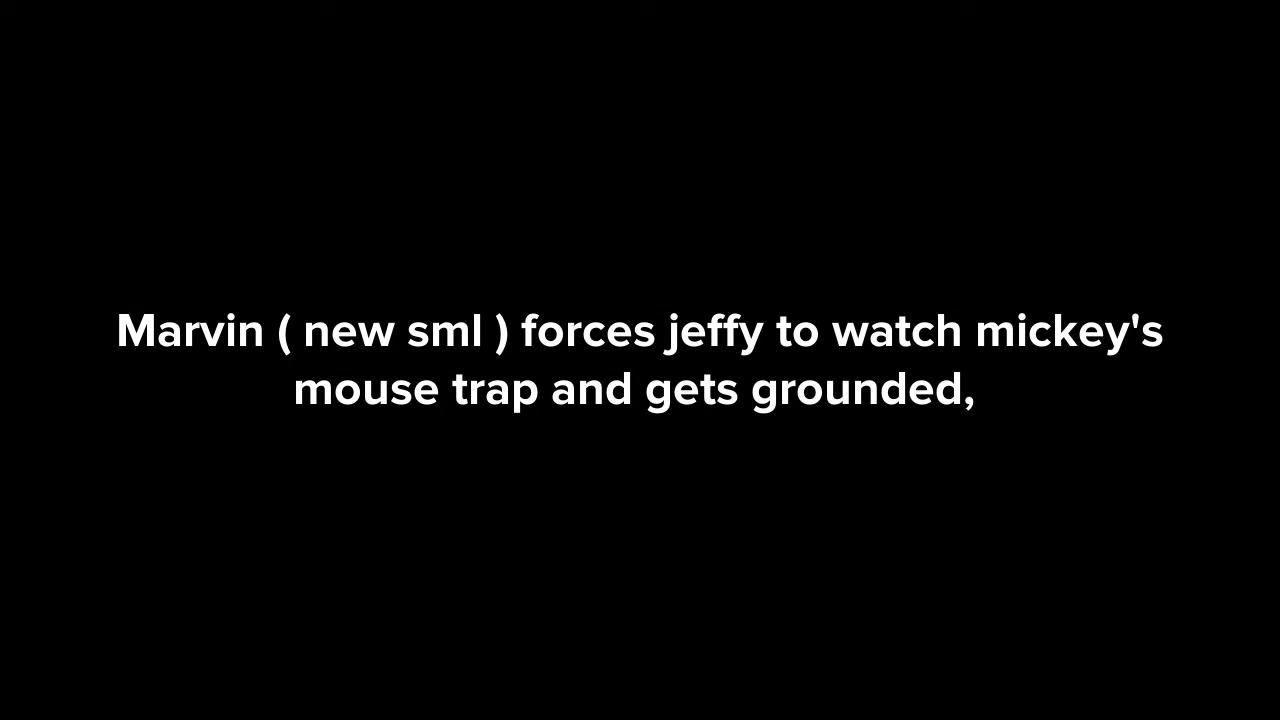 Marvin ( new sml ) forces jeffy to watch mickey's
mouse trap and gets grounded,